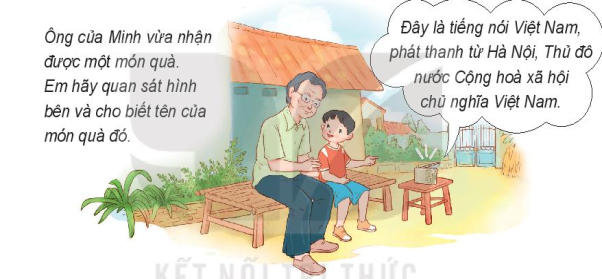 Ông của Minh vừa nhận
được một món quà.
Em hãy quan sát hình
bên và cho biết tên của
món quà đó.
Đây là tiếng nói Việt Nam,
phát thanh từ Hà Nội, Thủ đô
nước Cộng hoà xã hội
chủ nghĩa Việt Nam.
KẾT NỐI TRI THỨC